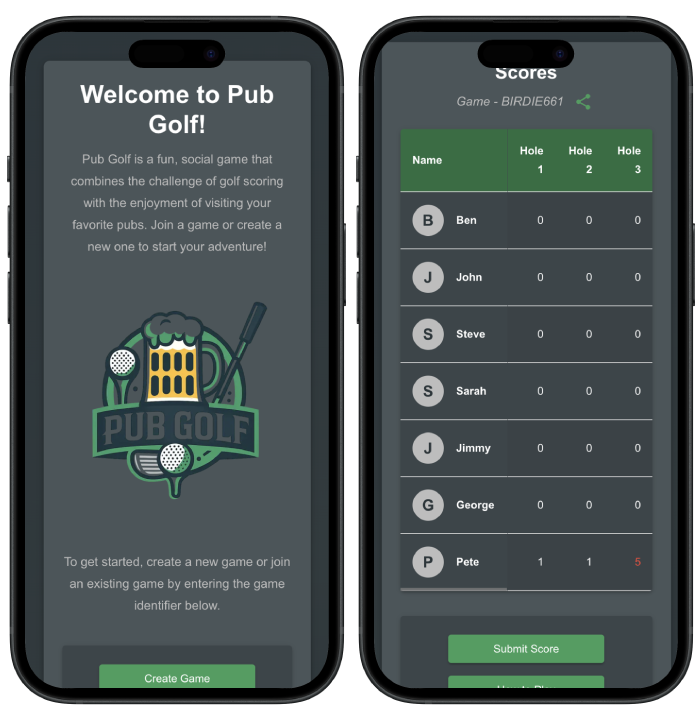 Welcome to Pub
Golf!
Pub Golf is a fun, social game that
combines the challenge of golf scoring
with the enjoyment of visiting your
favorite pubs. Join a game or create a
new one to start your adventure!
PUB GOLF
To get started, create a new game or join
an existing game by entering the game
identifier below.
Create Game
Scores
Game - BIRDIE661
Name Hole 1 Hole 2 Hole 3
B Ben 0 0 0
J John 0 0 0
S Steve 0 0 0
S Sarah 0 0 0
J Jimmy 0 0 0
G George 0 0 0
P Pete 1 1 5
Submit Score